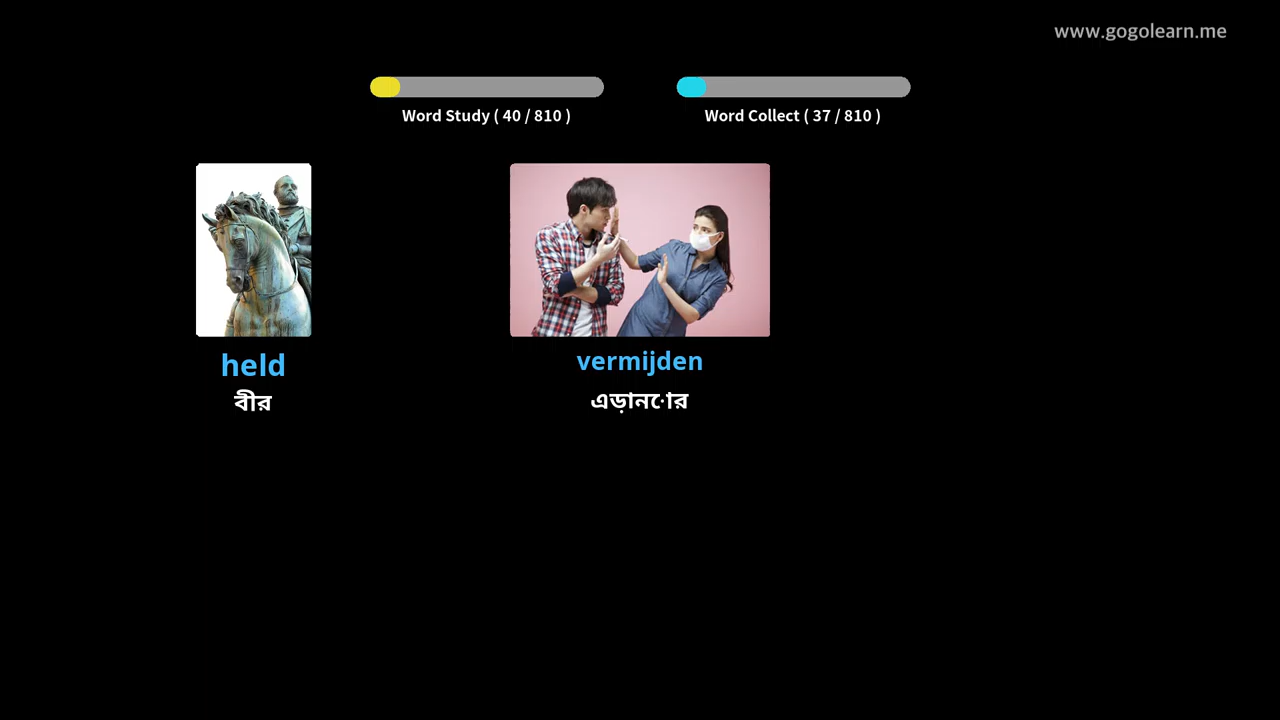 www.gogolearn.me
Word Study ( 40 / 810 )
Word Collect ( 37 / 810 )
held
বীর
vermijden
এড়ানোর